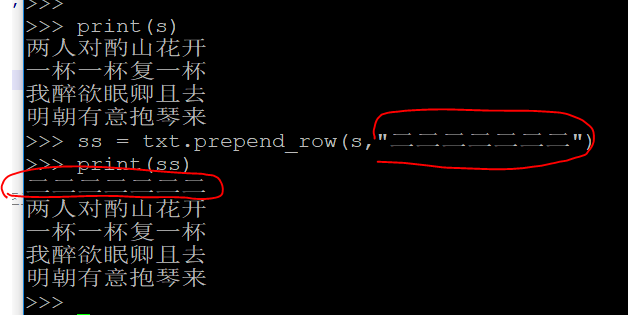 >>>
>>> print(s)
两人对酌山花开
一杯一杯复一杯
我醉欲眠卿且去
明朝有意抱琴来
>>> ss = txt.prepend_row(s,"二二二二二二二")
>>> print(ss)
二二二二二二二
两人对酌山花开
一杯一杯复一杯
我醉欲眠卿且去
明朝有意抱琴来
>>>